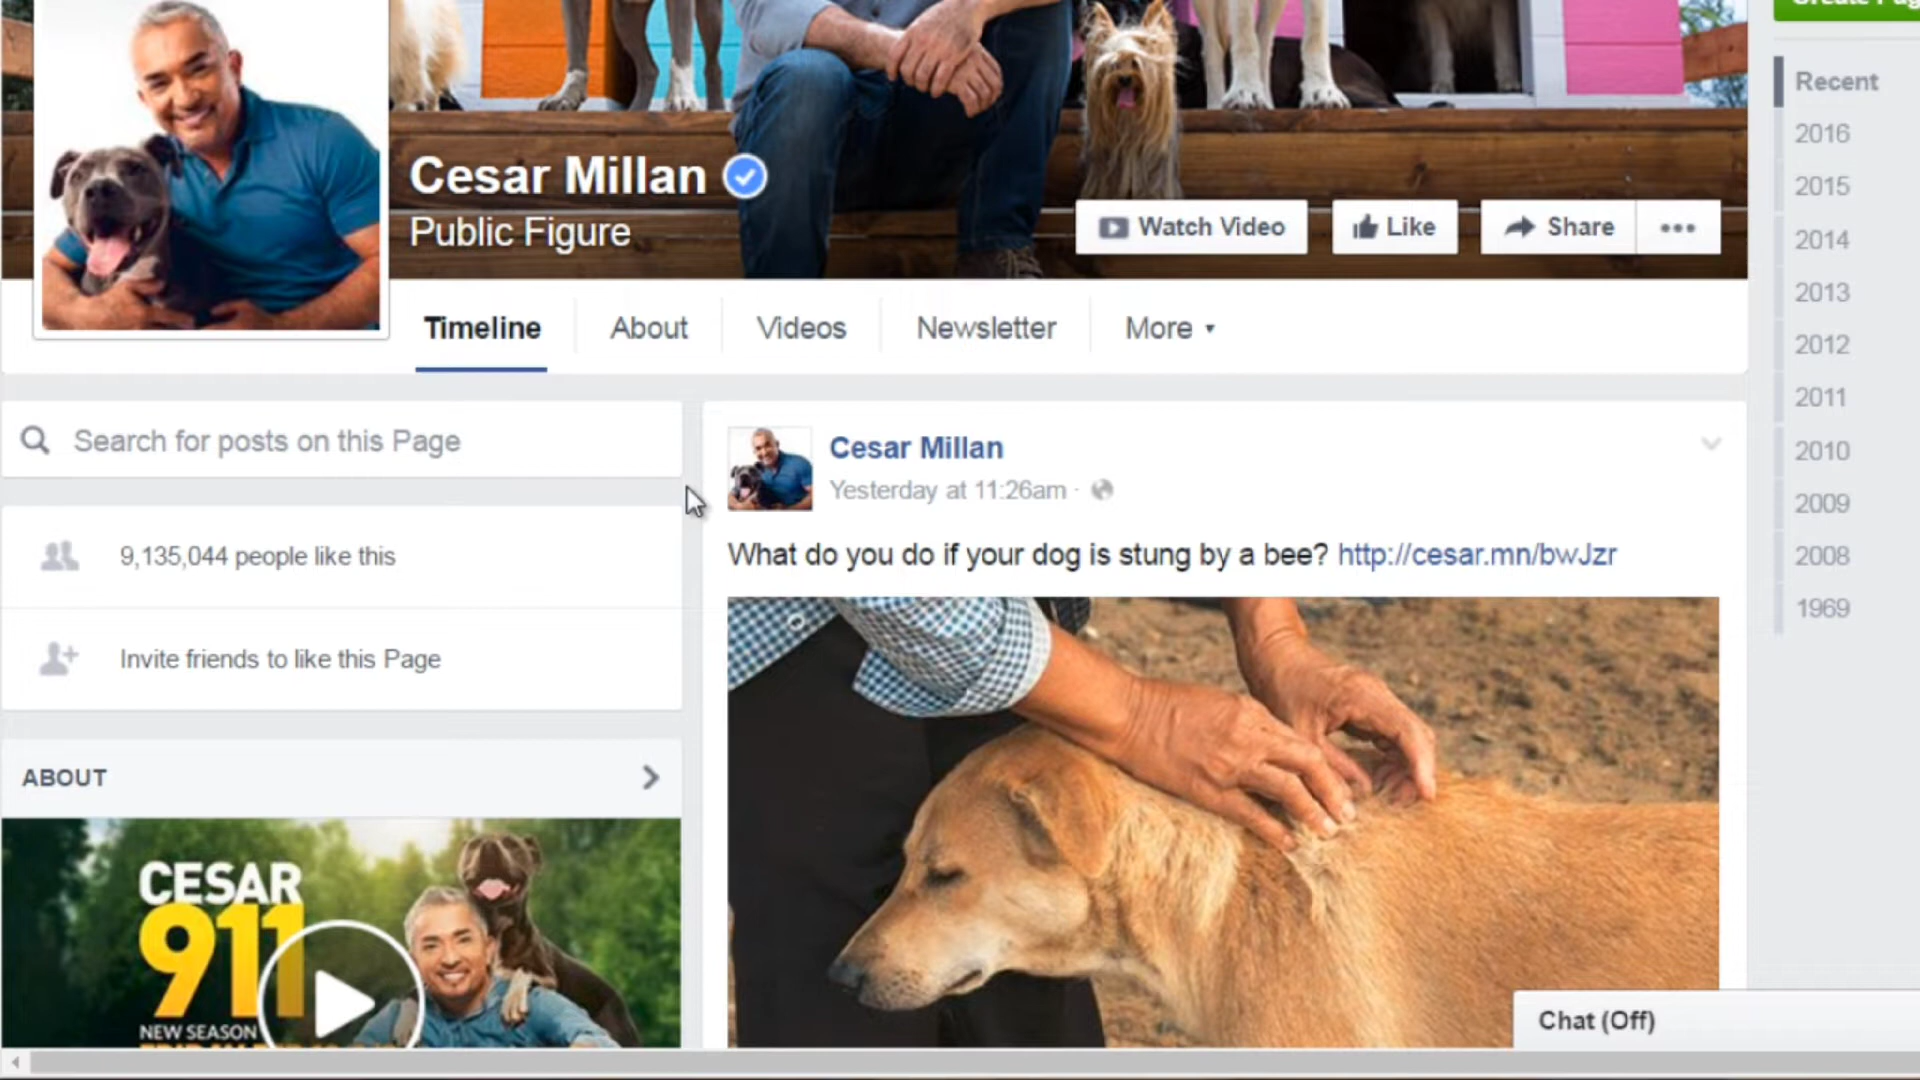 Cesar Millan
Public Figure
Watch Video
Like
Share
Recent
2016
2015
2014
2013
2012
2011
2010
2009
2008
1969
Timeline
About
Videos
Newsletter
More
Search for posts on this Page
9,135,044 people like this
Invite friends to like this Page
ABOUT
CESAR
911
NEW SEASON
Cesar Millan
Yesterday at 11:26am ·
What do you do if your dog is stung by a bee? http://cesar.mn/bwJzr
Chat (Off)